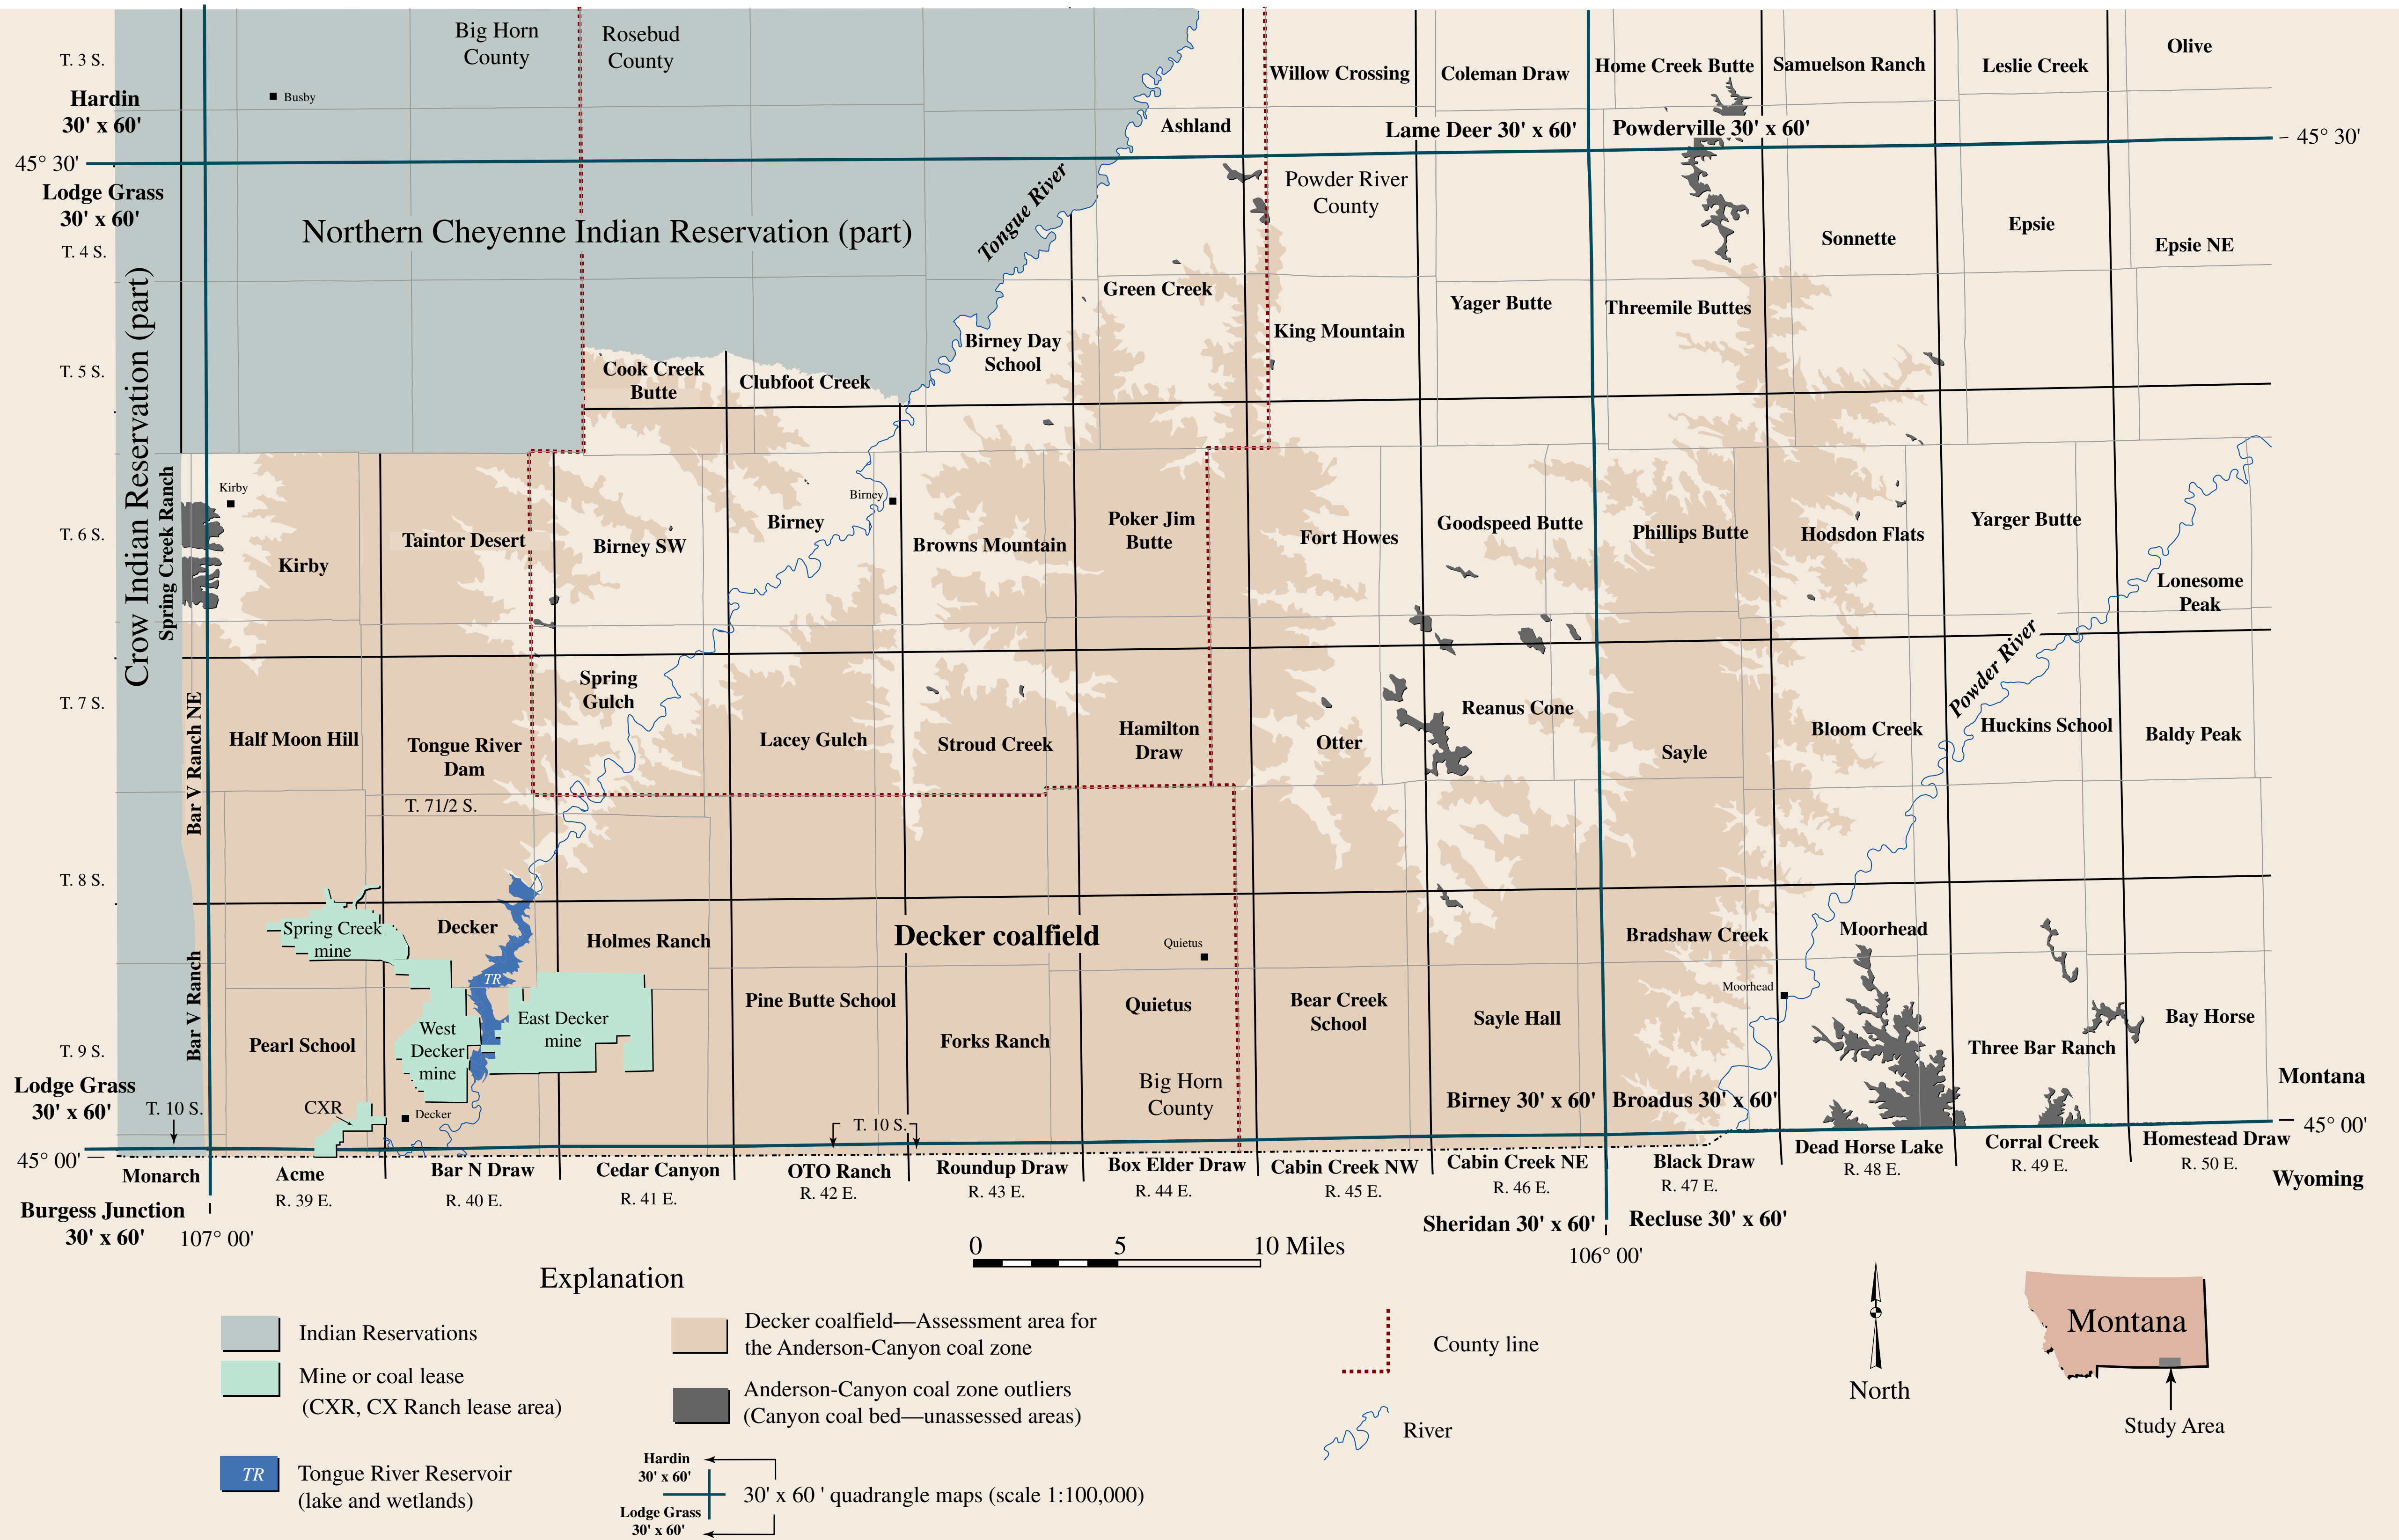 Big Horn
County
Rosebud
County
T. 3 S.
Hardin
30' x 60'
Busby
Willow Crossing
Coleman Draw
Home Creek Butte
Samuelson Ranch
Leslie Creek
Olive
Ashland
Lame Deer 30' x 60'
Powderville 30' x 60'
45° 30'
45° 30'
Lodge Grass
30' x 60'
Northern Cheyenne Indian Reservation (part)
Tongue River
Powder River
County
T. 4 S.
Sonnette
Epsie
Epsie NE
Crow Indian Reservation (part)
Green Creek
King Mountain
Yager Butte
Threemile Buttes
Birney Day
School
T. 5 S.
Cook Creek
Butte
Clubfoot Creek
Spring Creek Ranch
Kirby
Birney
T. 6 S.
Kirby
Taintor Desert
Birney SW
Birney
Browns Mountain
Poker Jim
Butte
Fort Howes
Goodspeed Butte
Phillips Butte
Hodsdon Flats
Yarger Butte
Lonesome
Peak
Powder River
T. 7 S.
Bar V Ranch NE
Half Moon Hill
Tongue River
Dam
Spring
Gulch
Lacey Gulch
Stroud Creek
Hamilton
Draw
Otter
Reanus Cone
Sayle
Bloom Creek
Huckins School
Baldy Peak
T. 71/2 S.
T. 8 S.
Spring Creek
mine
Decker
Holmes Ranch
Decker coalfield
Quietus
Bradshaw Creek
Moorhead
Bar V Ranch
TR
Moorhead
Pine Butte School
Quietus
Bear Creek
School
Sayle Hall
Bay Horse
T. 9 S.
Pearl School
West
Decker
mine
East Decker
mine
Forks Ranch
Three Bar Ranch
Big Horn
County
Lodge Grass
30' x 60'
Birney 30' x 60'
Broadus 30' x 60'
Montana
T. 10 S.
CXR
Decker
T. 10 S.
45° 00'
45° 00'
Monarch
Acme
Bar N Draw
Cedar Canyon
OTO Ranch
Roundup Draw
Box Elder Draw
Cabin Creek NW
Cabin Creek NE
Black Draw
Dead Horse Lake
Corral Creek
Homestead Draw
R. 39 E.
R. 40 E.
R. 41 E.
R. 42 E.
R. 43 E.
R. 44 E.
R. 45 E.
R. 46 E.
R. 47 E.
R. 48 E.
R. 49 E.
R. 50 E.
Wyoming
Burgess Junction
30' x 60'
107° 00'
Sheridan 30' x 60'
Recluse 30' x 60'
106° 00'
0 5 10 Miles
Explanation
Indian Reservations
Mine or coal lease
(CXR, CX Ranch lease area)
TR
Tongue River Reservoir
(lake and wetlands)
Decker coalfield—Assessment area for
the Anderson-Canyon coal zone
Anderson-Canyon coal zone outliers
(Canyon coal bed—unassessed areas)
Hardin
30' x 60'
Lodge Grass
30' x 60'
30' x 60 ' quadrangle maps (scale 1:100,000)
County line
River
North
Montana
Study Area